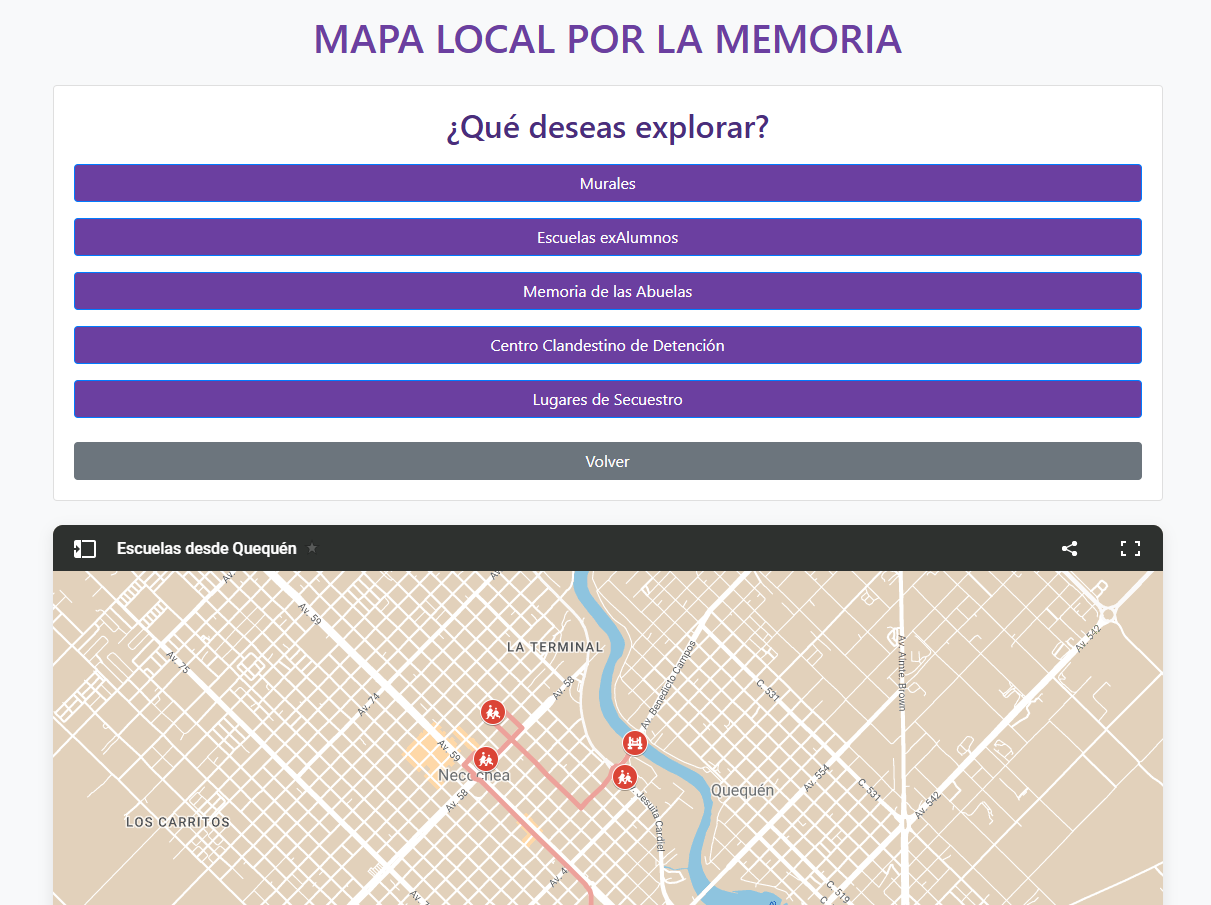 MAPA LOCAL POR LA MEMORIA
¿Qué deseas explorar?
Murales
Escuelas exAlumnos
Memoria de las Abuelas
Centro Clandestino de Detención
Lugares de Secuestro
Volver
Escuelas desde Quequén
Av.
Av. 59
Av.
LA TERMINAL
Av. 75
Av. 74
Av. 58
Av. Benedicto Campos
C. 531
Av. Almte. Brown
Av. 542
Av. 59
Necochea
Av. 58
LOS CARRITOS
Jesuita Cardiel
Quequén
Av. 554
C. 531
Av. 542
Av. 4
Av.
C. 519